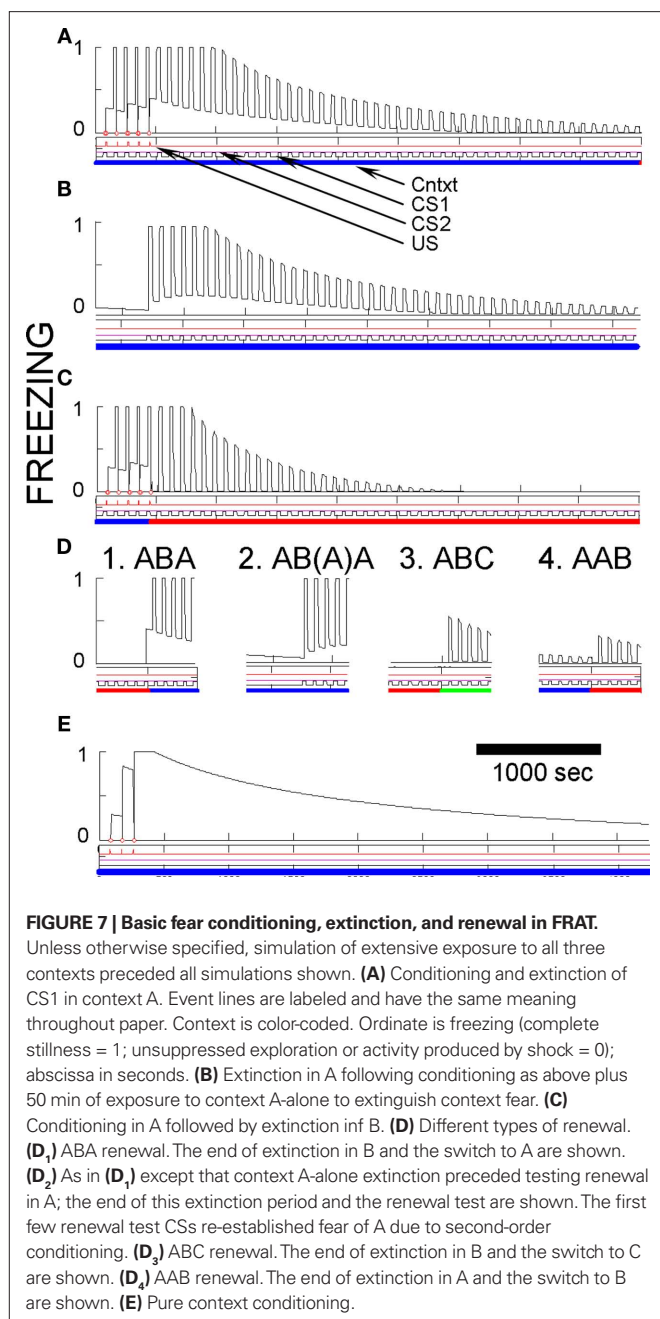 A
1
0
Cntxt
CS1
CS2
US
B
1
0
FREEZING
C
1
0
D
1. ABA 2. AB(A)A 3. ABC 4. AAB
1
0
E
1
1000 sec
0
FIGURE 7 | Basic fear conditioning, extinction, and renewal in FRAT.
Unless otherwise specified, simulation of extensive exposure to all three
contexts preceded all simulations shown. (A) Conditioning and extinction of
CS1 in context A. Event lines are labeled and have the same meaning
throughout paper. Context is color-coded. Ordinate is freezing (complete
stillness = 1; unsuppressed exploration or activity produced by shock = 0);
abscissa in seconds. (B) Extinction in A following conditioning as above plus
50 min of exposure to context A-alone to extinguish context fear. (C)
Conditioning in A followed by extinction inf B. (D) Different types of renewal.
(D1) ABA renewal. The end of extinction in B and the switch to A are shown.
(D2) As in (D1) except that context A-alone extinction preceded testing renewal
in A; the end of this extinction period and the renewal test are shown. The first
few renewal test CSs re-established fear of A due to second-order
conditioning. (D3) ABC renewal. The end of extinction in B and the switch to C
are shown. (D4) AAB renewal. The end of extinction in A and the switch to B
are shown. (E) Pure context conditioning.